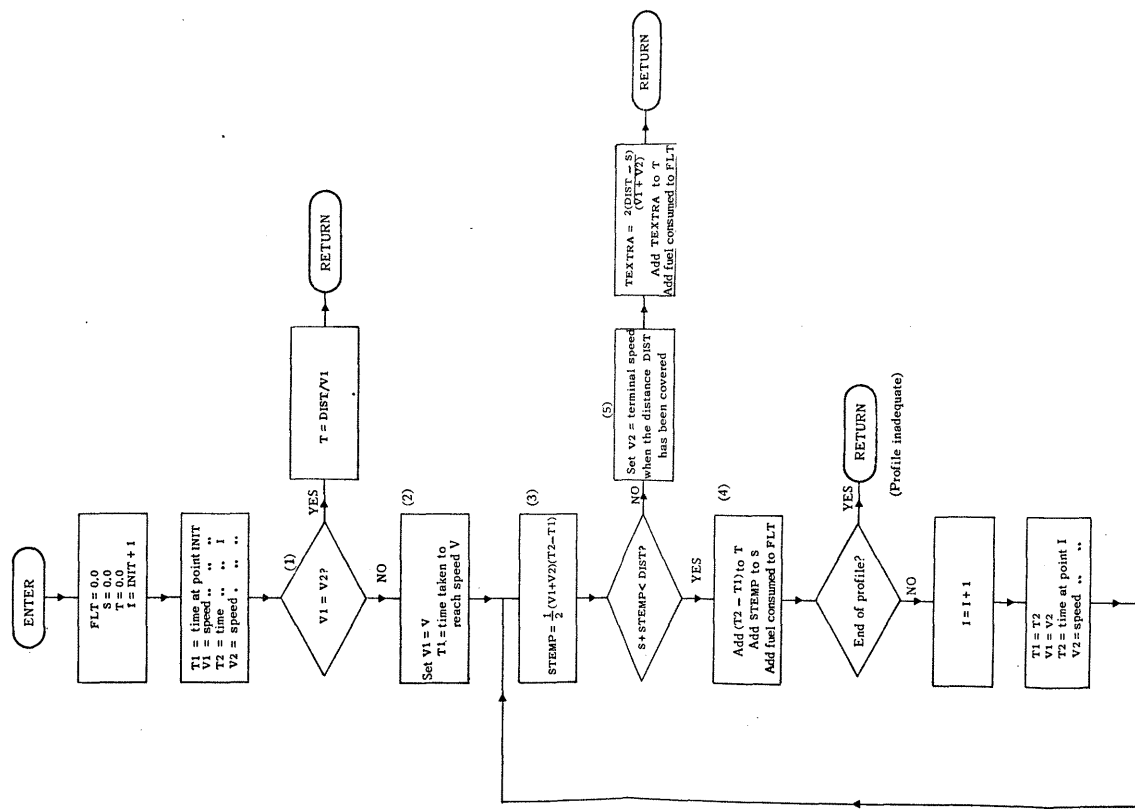 ENTER
FLT = 0.0
S = 0.0
T = 0.0
I = INIT + 1
T1 = time at point INIT
V1 = speed .. .. ..
T2 = time .. .. I
V2 = speed . .. ..
(1)
V1 = V2?
YES
T = DIST/V1
RETURN
NO
(2)
Set V1 = V
T1 = time taken to
reach speed V
(3)
STEMP = 1/2 (V1+V2)(T2-T1)
S + STEMP < DIST?
NO
(5)
Set V2 = terminal speed
when the distance DIST
has been covered
TEXTRA = 2(DIST - S)
(V1 + V2)
Add TEXTRA to T
Add fuel consumed to FLT
RETURN
YES
(4)
Add (T2 - T1) to T
Add STEMP to S
Add fuel consumed to FLT
End of profile?
YES
RETURN
(Profile inadequate)
NO
I = I + 1
T1 = T2
V1 = V2
T2 = time at point I
V2 = speed .. ..